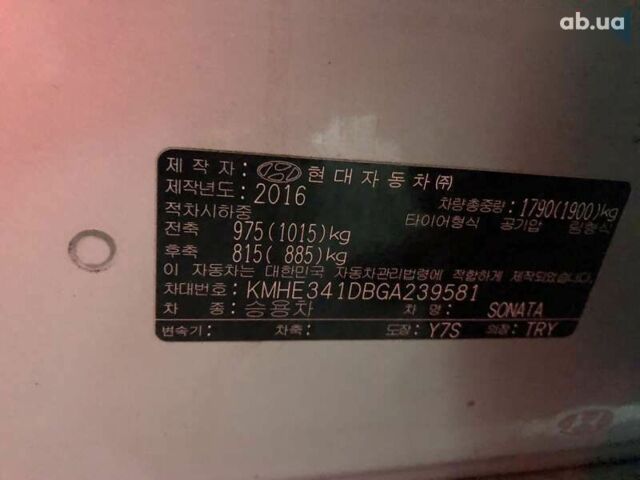 ab.ua
제 작 자 : 현대자동차㈜
제작년도: 2016 차량총중량: 1790(1900)kg
적차시하중 타이어형식 공기압 림형식
전축 975(1015)kg
후축 815( 885)kg
이 자동차는 대한민국 자동차관리법령에 적합하게 제작되었음.
차대번호: KMHE341DBGA239581
차 종: 승용차 차 명: SONATA
변속기: 차축: 도장: Y7S 의장: TRY